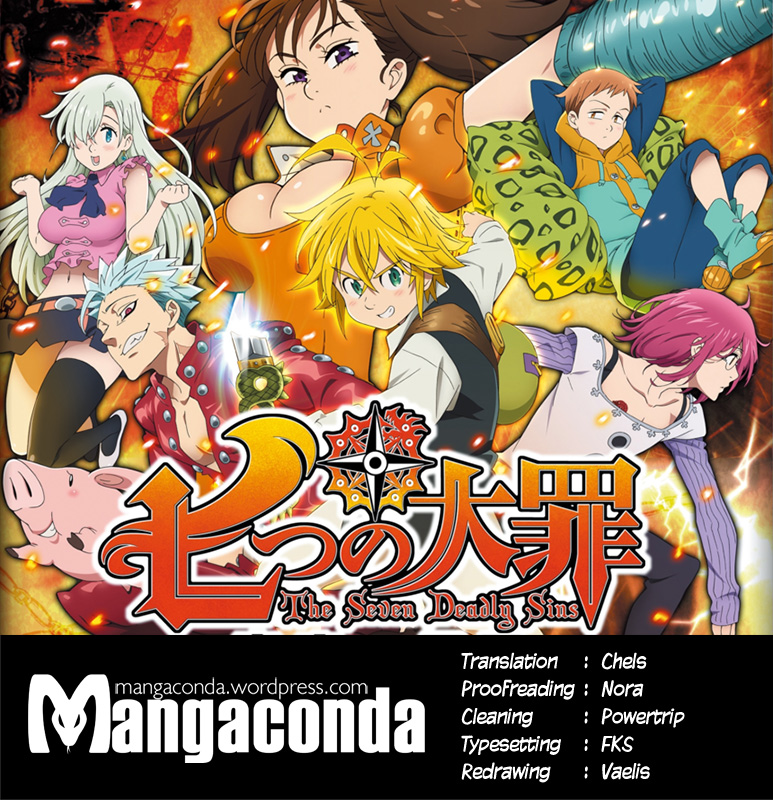 七つの大罪
The Seven Deadly Sins
mangaconda.wordpress.com
Mangaconda
Translation : Chels
Proofreading : Nora
Cleaning : Powertrip
Typesetting : FKS
Redrawing : Vaelis